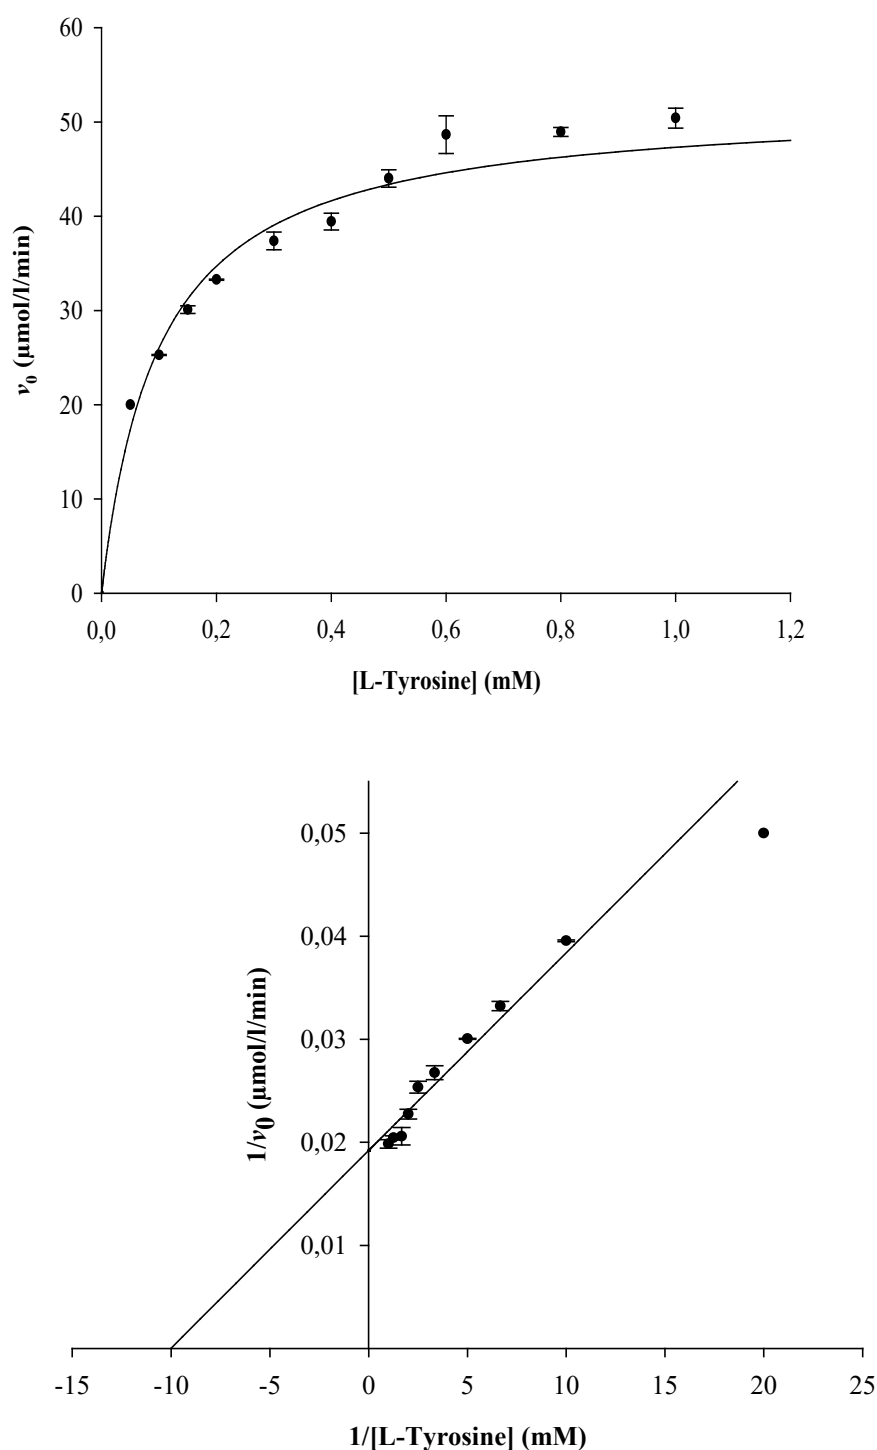 60
50
40
30
20
10
0
v₀ (µmol/l/min)
0,0 0,2 0,4 0,6 0,8 1,0 1,2
[L-Tyrosine] (mM)
0,05
0,04
0,03
0,02
0,01
1/v0 (µmol/l/min)
-15 -10 -5 0 5 10 15 20 25
1/[L-Tyrosine] (mM)